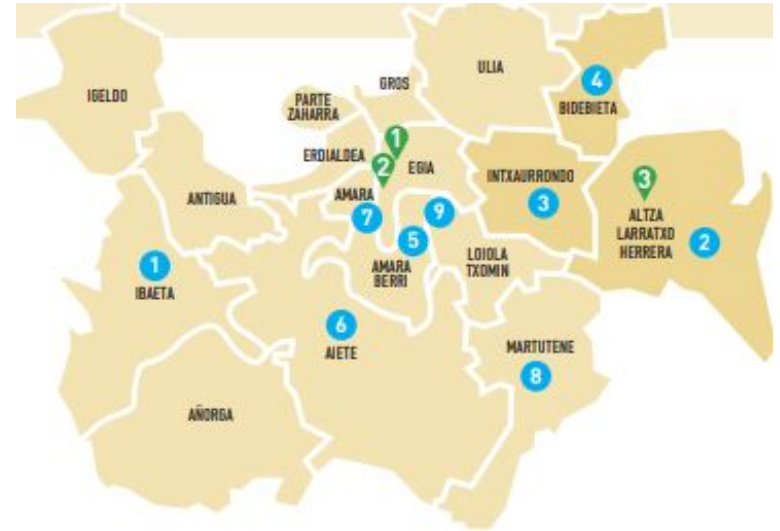 IGELDO
ULIA
4
BIDEBIETA
GROS
PARTE
ZAHARRA
1
ERDIALDEA
2
EGIA
INTXAURRONDO
3
3
ANTIGUA
AMARA
7
9
5
ALTZA
LARRATXO
HERRERA
2
AMARA
BERRI
LOIOLA
TXOMIN
1
IBAETA
6
AIETE
MARTUTENE
8
AÑORGA